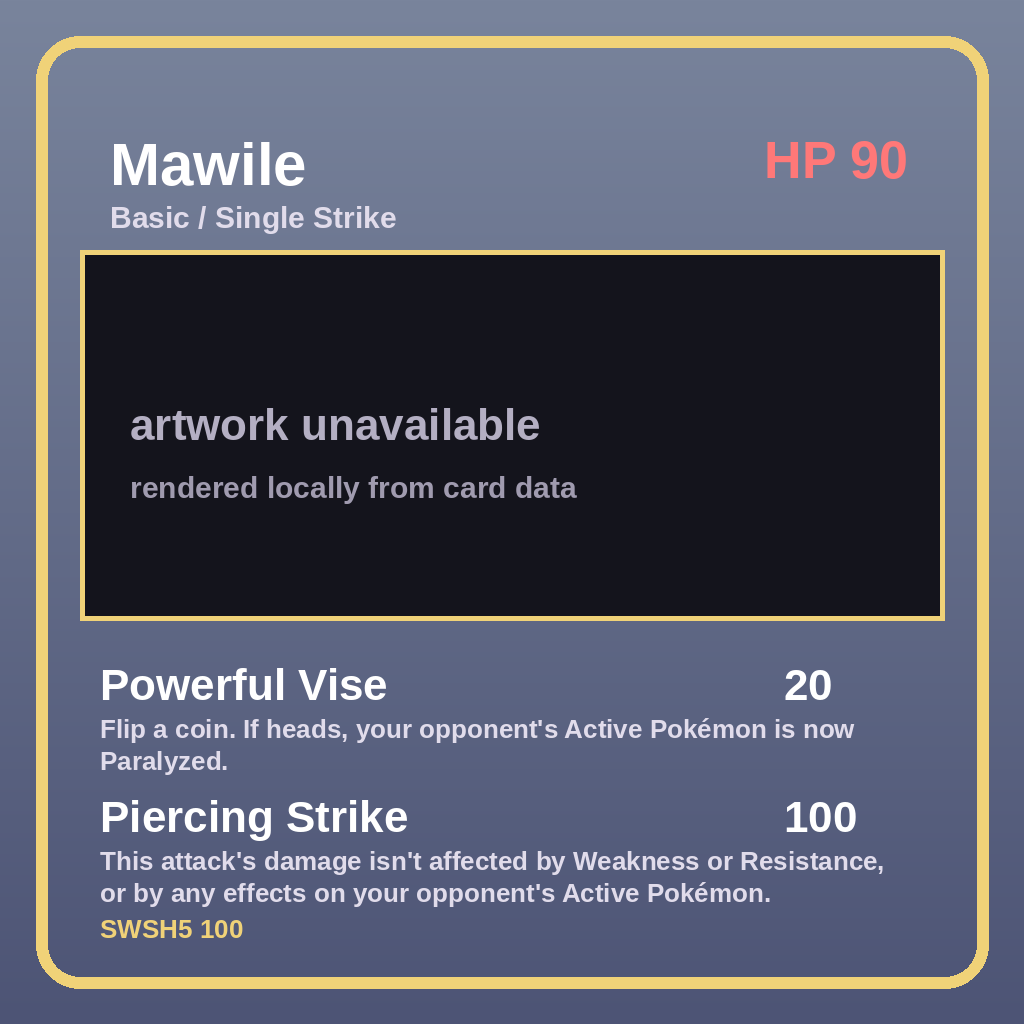 Mawile
HP 90
Basic / Single Strike
artwork unavailable
rendered locally from card data
Powerful Vise 20
Flip a coin. If heads, your opponent's Active Pokémon is now
Paralyzed.
Piercing Strike 100
This attack's damage isn't affected by Weakness or Resistance,
or by any effects on your opponent's Active Pokémon.
SWSH5 100